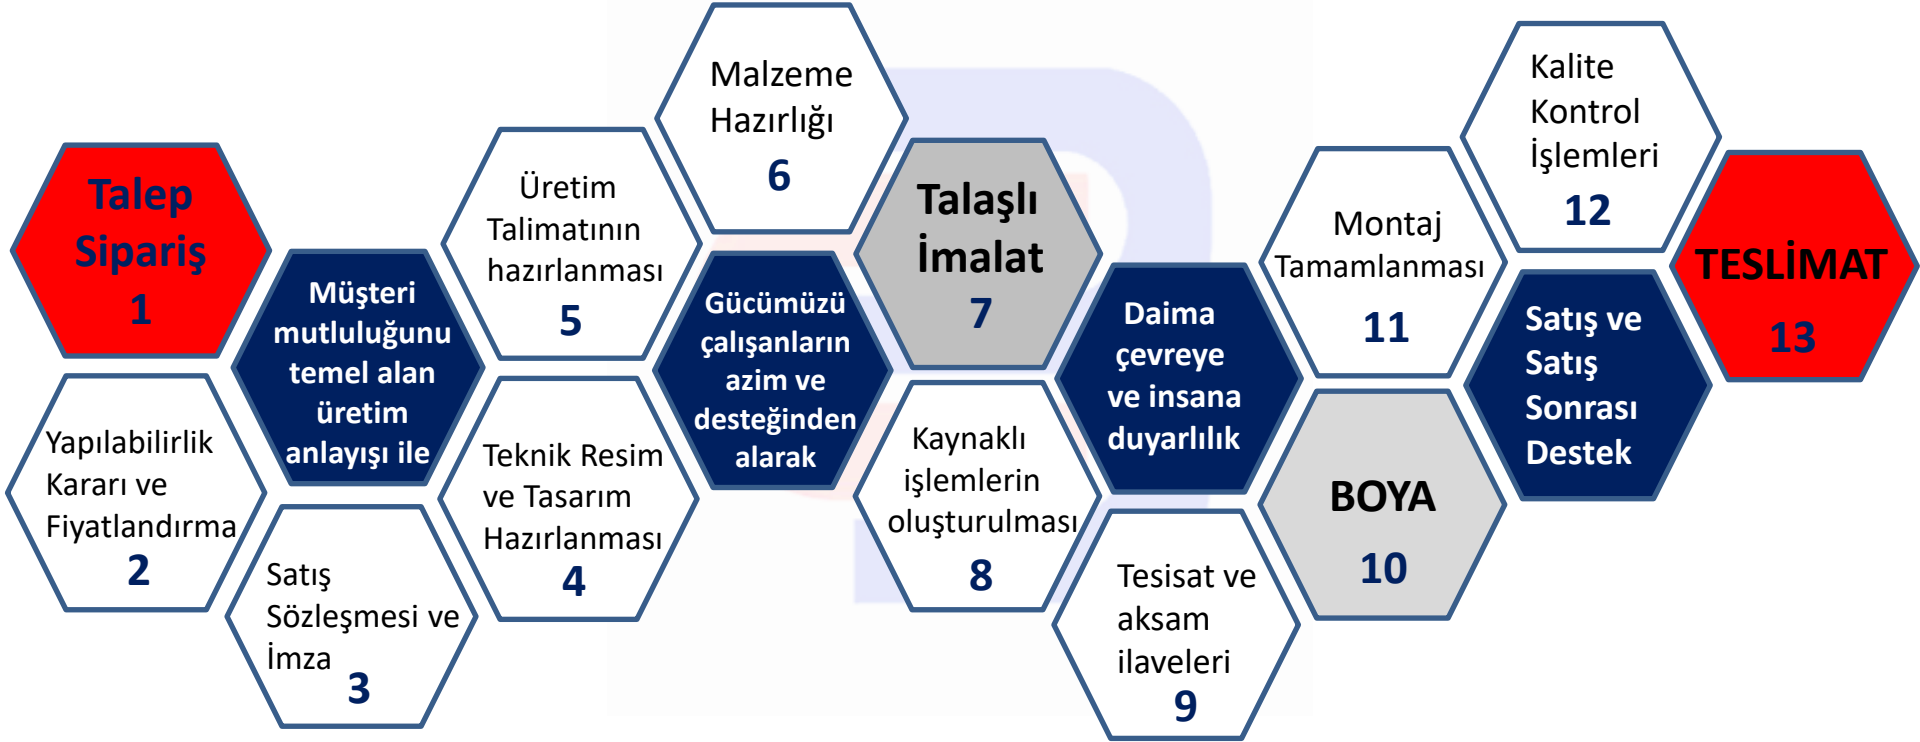 Talep
Sipariş
1
Yapılabilirlik
Kararı ve
Fiyatlandırma
2
Müşteri
mutluluğunu
temel alan
üretim
anlayışı ile
Satış
Sözleşmesi ve
İmza
3
Teknik Resim
ve Tasarım
Hazırlanması
4
Üretim
Talimatının
hazırlanması
5
Malzeme
Hazırlığı
6
Gücümüzü
çalışanların
azim ve
desteğinden
alarak
Talaşlı
İmalat
7
Kaynaklı
işlemlerin
oluşturulması
8
Daima
çevreye
ve insana
duyarlılık
Tesisat ve
aksam
ilaveleri
9
BOYA
10
Montaj
Tamamlanması
11
Kalite
Kontrol
İşlemleri
12
Satış ve
Satış
Sonrası
Destek
TESLİMAT
13